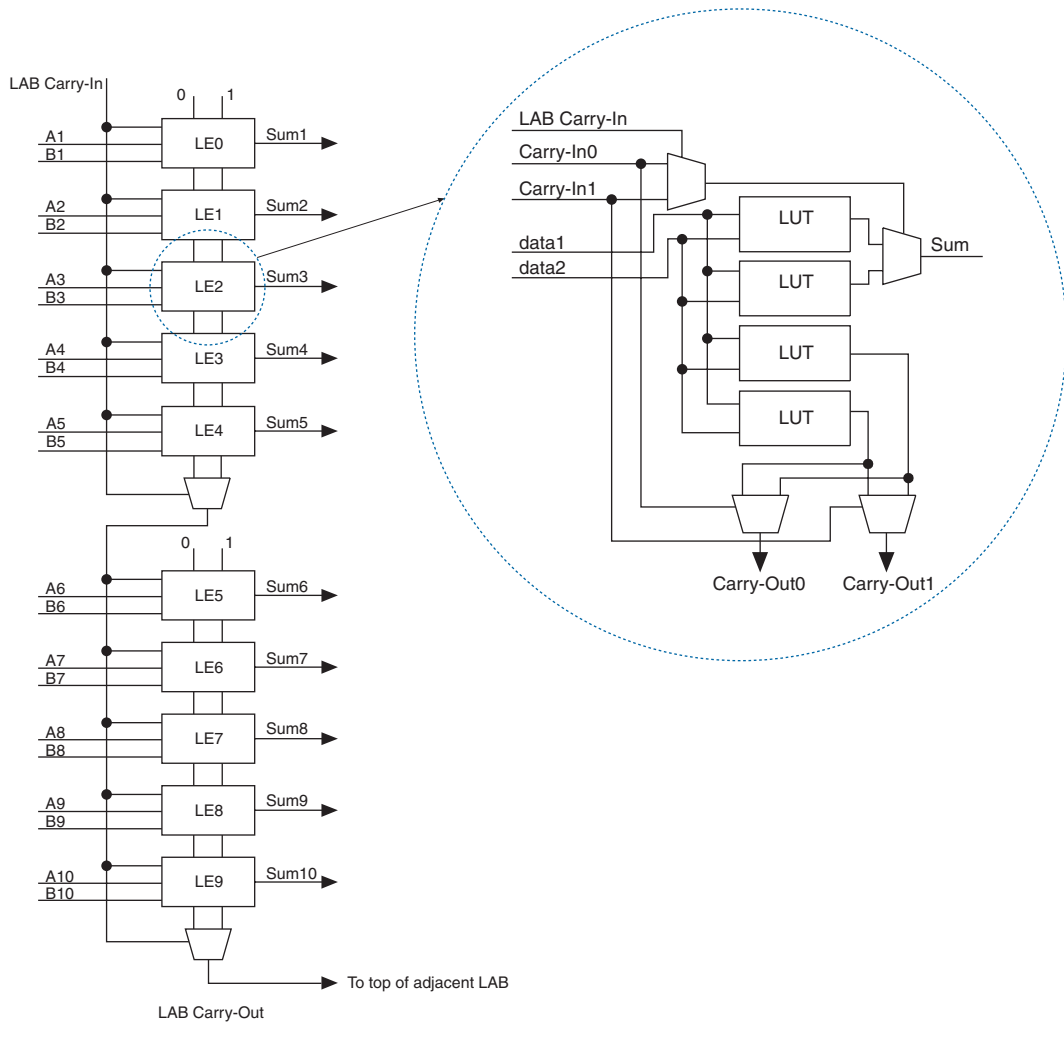 LAB Carry-In
0 1
A1
B1
LE0
Sum1
A2
B2
LE1
Sum2
A3
B3
LE2
Sum3
A4
B4
LE3
Sum4
A5
B5
LE4
Sum5
0 1
A6
B6
LE5
Sum6
A7
B7
LE6
Sum7
A8
B8
LE7
Sum8
A9
B9
LE8
Sum9
A10
B10
LE9
Sum10
To top of adjacent LAB
LAB Carry-Out
LAB Carry-In
Carry-In0
Carry-In1
data1
data2
LUT
LUT
LUT
LUT
Sum
Carry-Out0
Carry-Out1